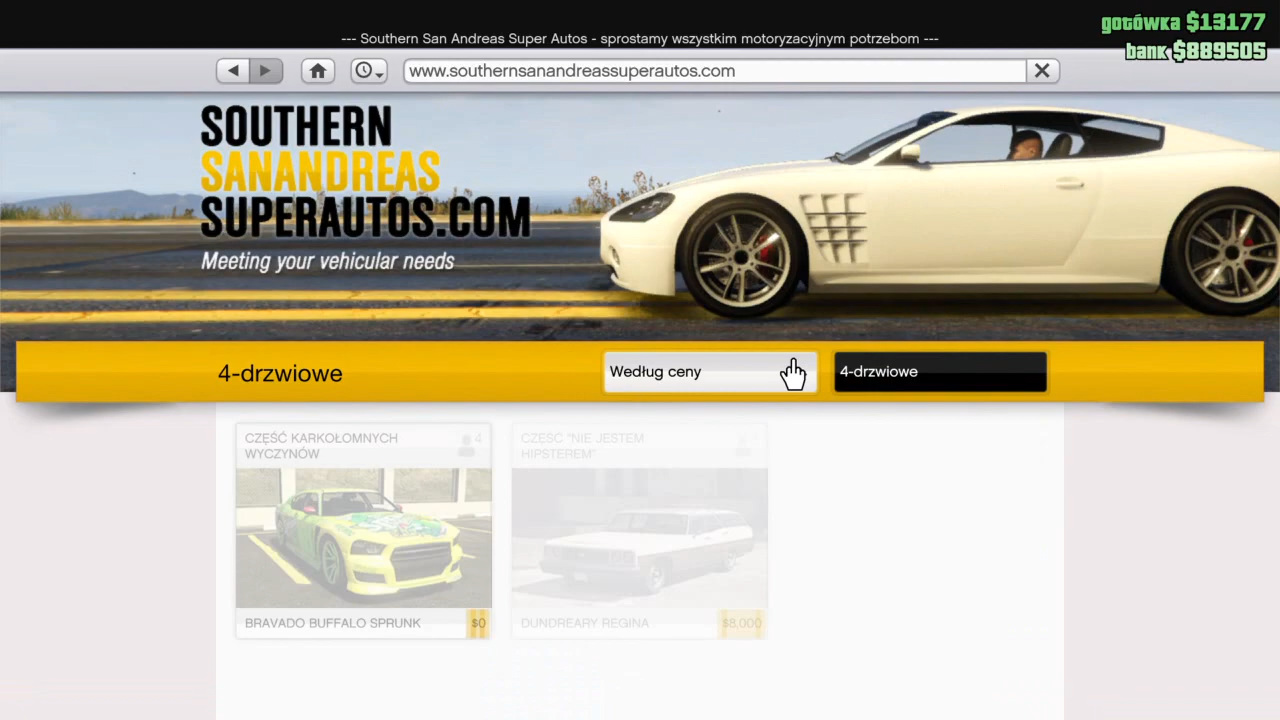 gotówka $13177
--- Southern San Andreas Super Autos - sprostamy wszystkim motoryzacyjnym potrzebom ---
bank $889505
www.southernsanandreassuperautos.com
SOUTHERN
SANANDREAS
SUPERAUTOS.COM
Meeting your vehicular needs
4-drzwiowe
Według ceny
4-drzwiowe
CZĘŚĆ KARKOŁOMNYCH
WYCZYNÓW
4
CZĘŚĆ "NIE JESTEM
HIPSTEREM"
BRAVADO BUFFALO SPRUNK
$0
DUNDREARY REGINA
$8,000